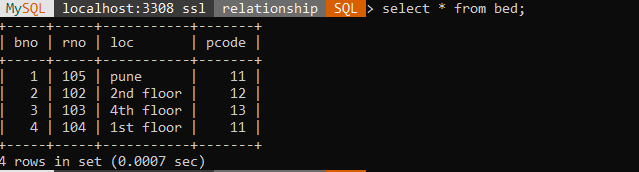 MySQL localhost:3308 ssl relationship SQL > select * from bed;
+-----+-----+-----------+-------+
| bno | rno | loc       | pcode |
+-----+-----+-----------+-------+
|   1 | 105 | pune      |    11 |
|   2 | 102 | 2nd floor |    12 |
|   3 | 103 | 4th floor |    13 |
|   4 | 104 | 1st floor |    11 |
+-----+-----+-----------+-------+
4 rows in set (0.0007 sec)